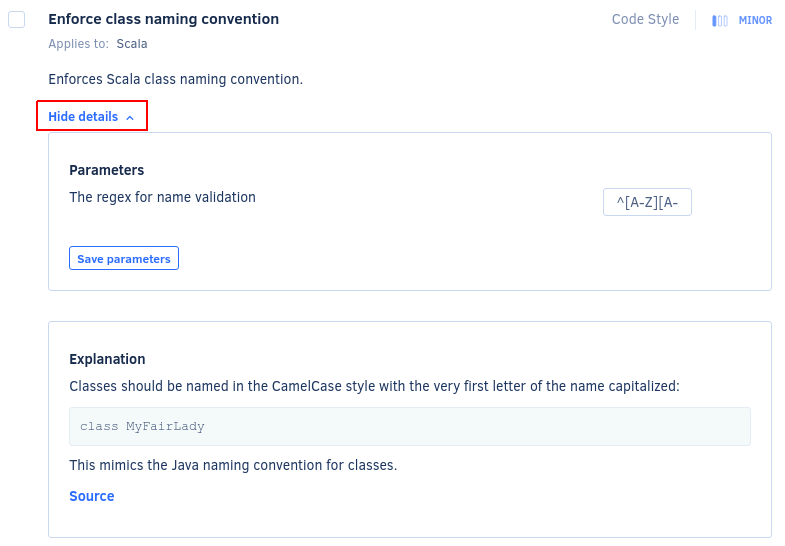 Enforce class naming convention
Code Style
MINOR
Applies to: Scala
Enforces Scala class naming convention.
Hide details
Parameters
The regex for name validation
^[A-Z][A-
Save parameters
Explanation
Classes should be named in the CamelCase style with the very first letter of the name capitalized:
class MyFairLady
This mimics the Java naming convention for classes.
Source